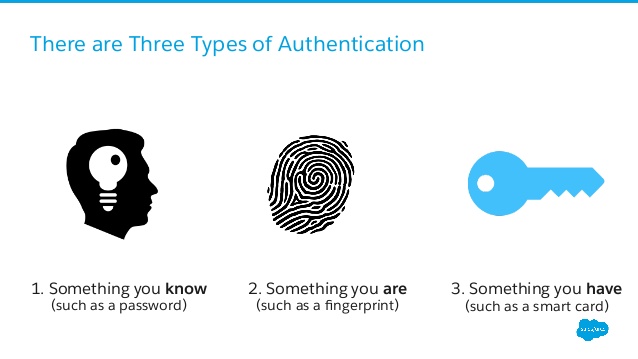 There are Three Types of Authentication
1. Something you know
(such as a password)
2. Something you are
(such as a fingerprint)
3. Something you have
(such as a smart card)
salesforce